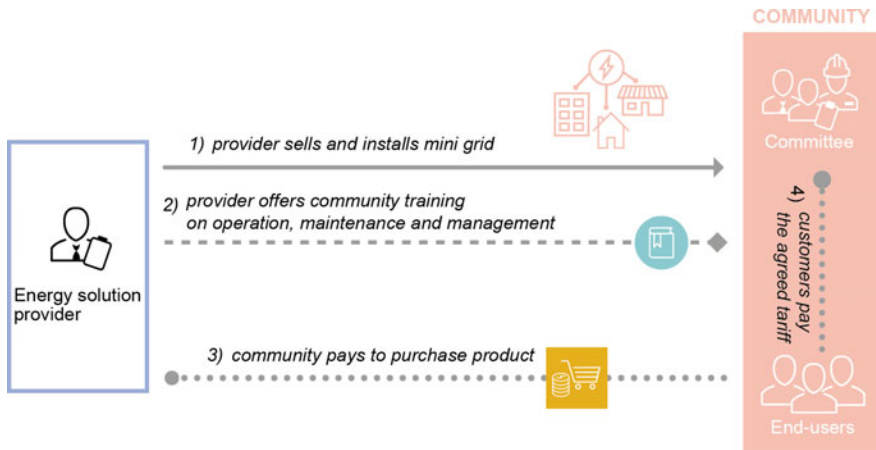 COMMUNITY
Committee
1) provider sells and installs mini grid
2) provider offers community training
on operation, maintenance and management
Energy solution
provider
3) community pays to purchase product
4) customers pay
the agreed tariff
End-users